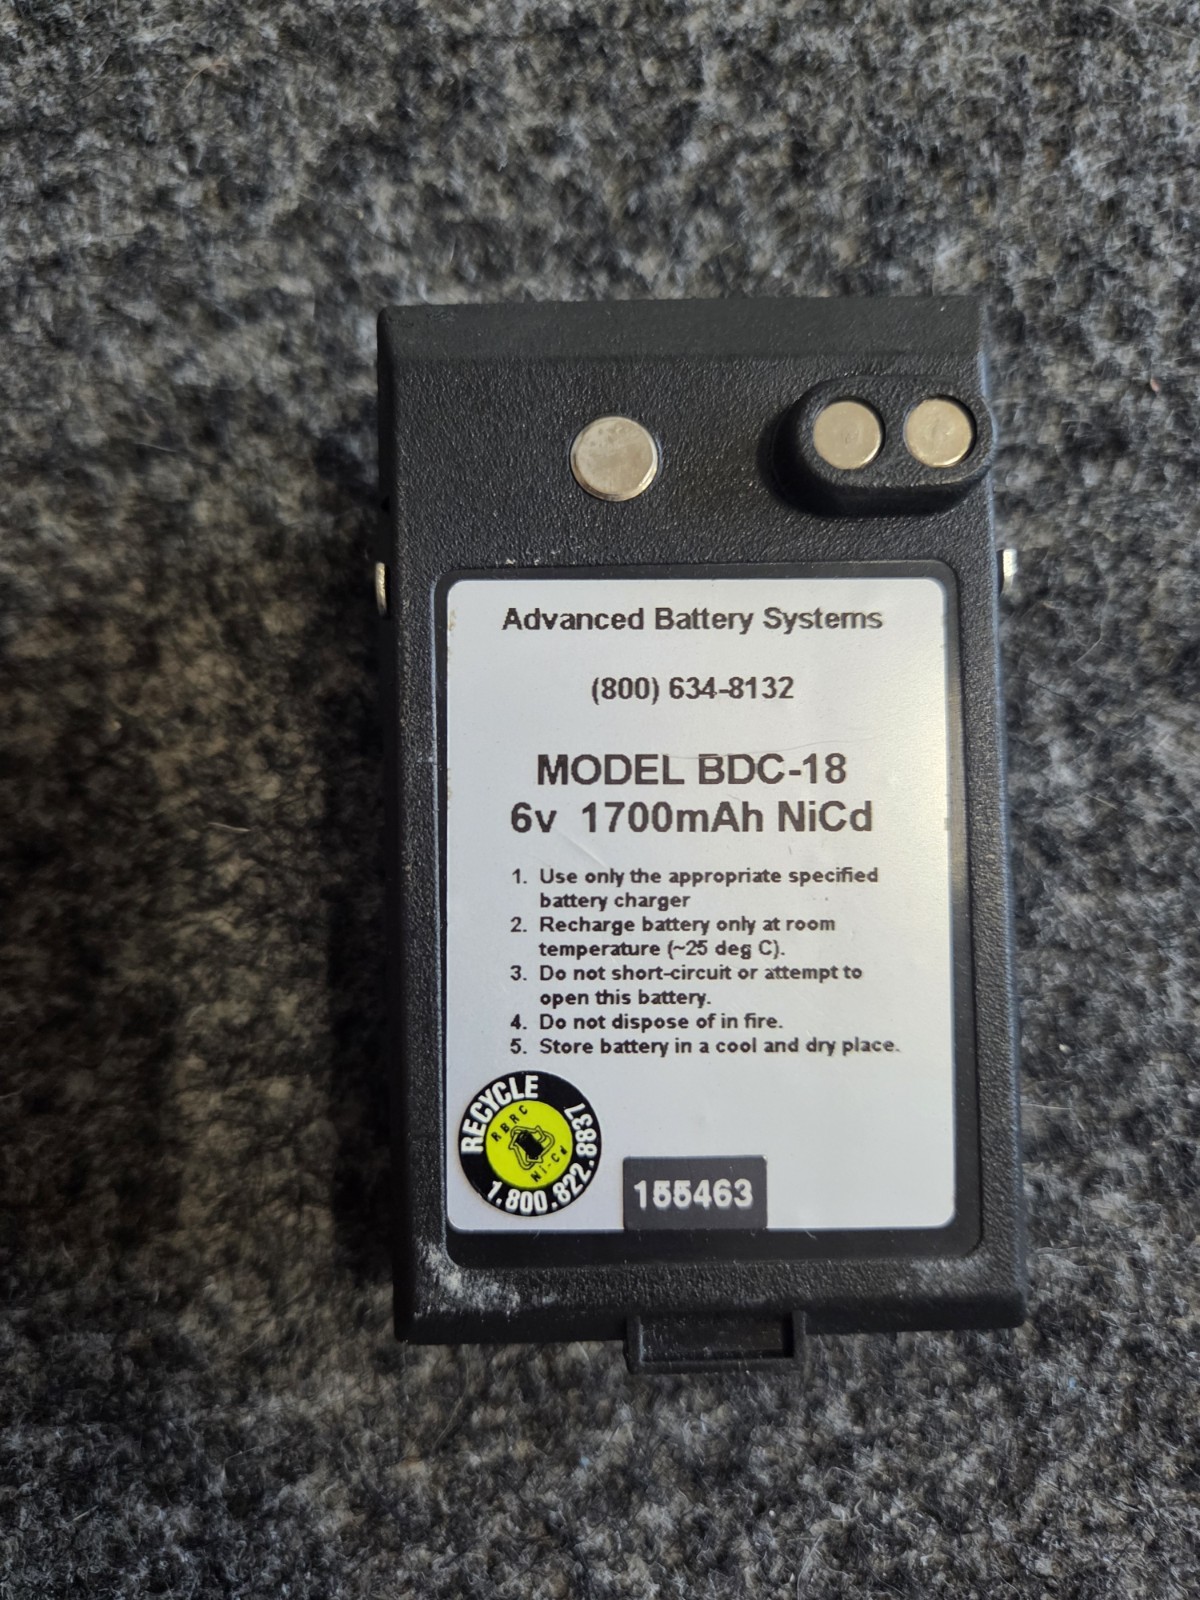 Advanced Battery Systems
(800) 634-8132
MODEL BDC-18
6v 1700mAh NiCd
1. Use only the appropriate specified
battery charger
2. Recharge battery only at room
temperature (~25 deg C).
3. Do not short-circuit or attempt to
open this battery.
4. Do not dispose of in fire.
5. Store battery in a cool and dry place.
RECYCLE
RBRC
Ni-Cd
1.800.822.8837
155463